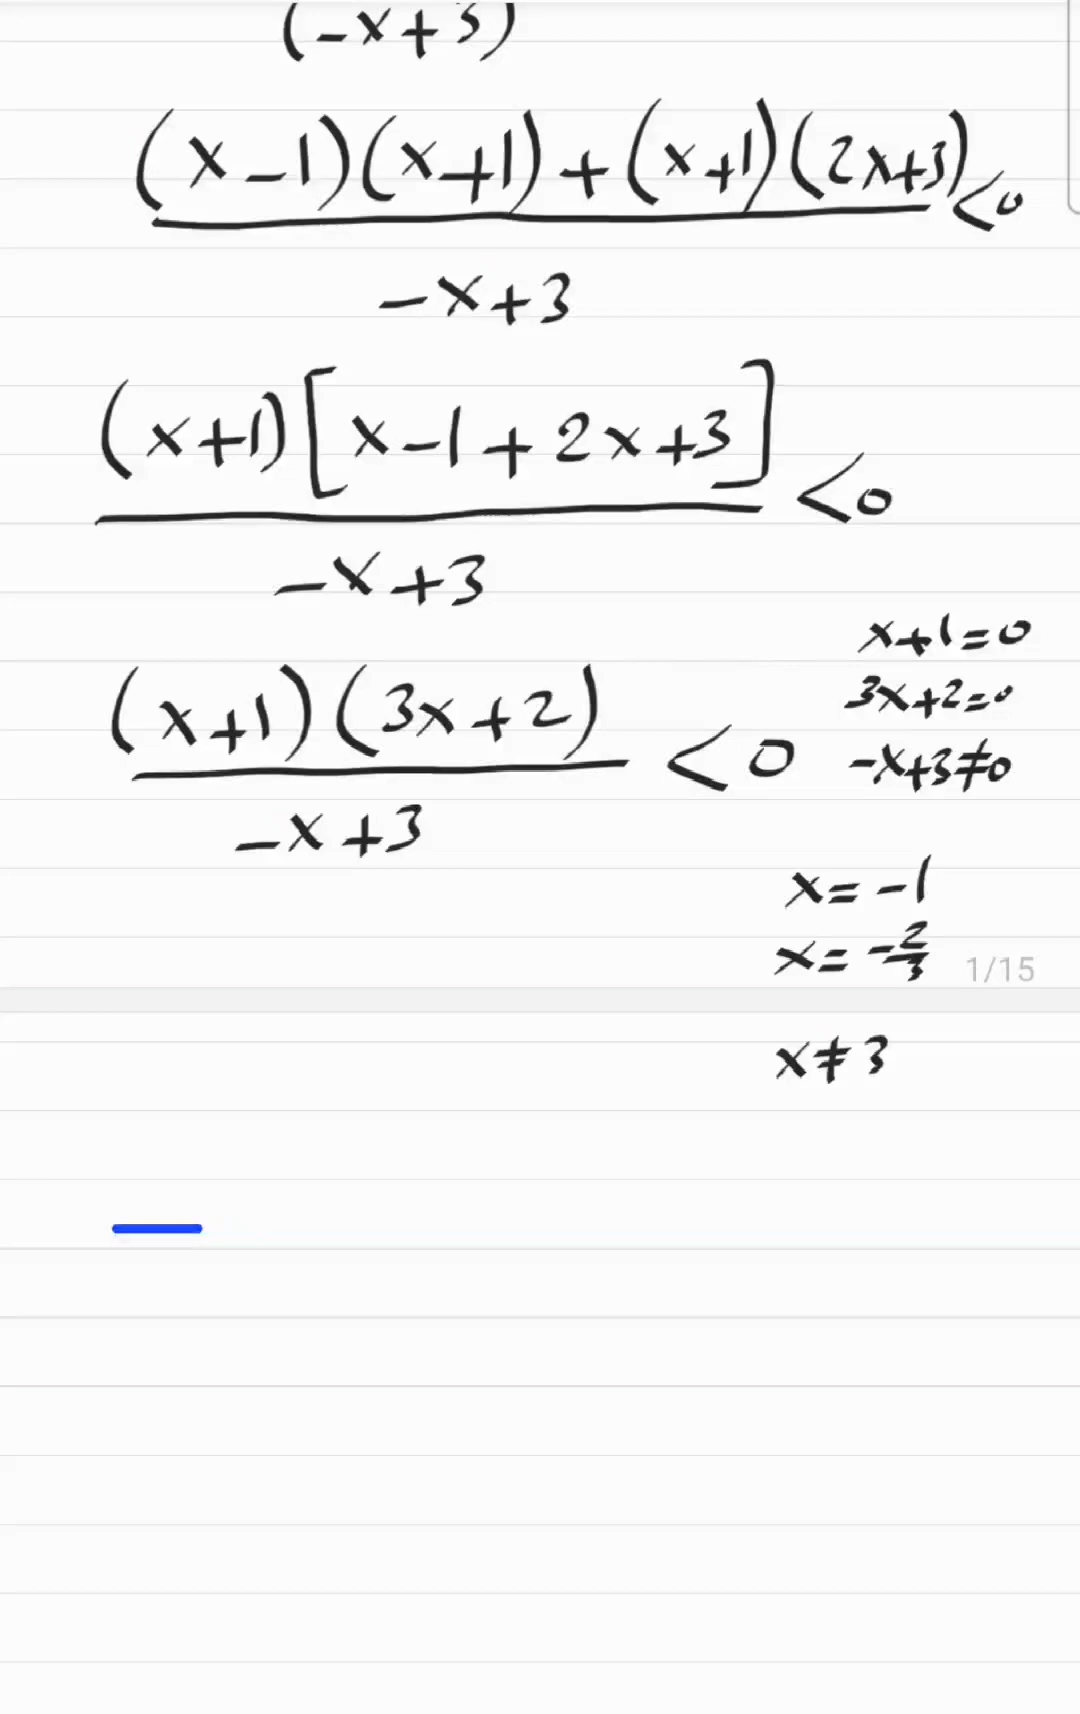 (-x+3)
(x-1)(x+1)+(x+1)(2x+3)<0
-x+3
(x+1)[x-1+2x+3]<0
-x+3
x+1=0
3x+2=0
(x+1)(3x+2)<0
-x+3≠0
-x+3
x=-1
x=-2/3
1/15
x≠3